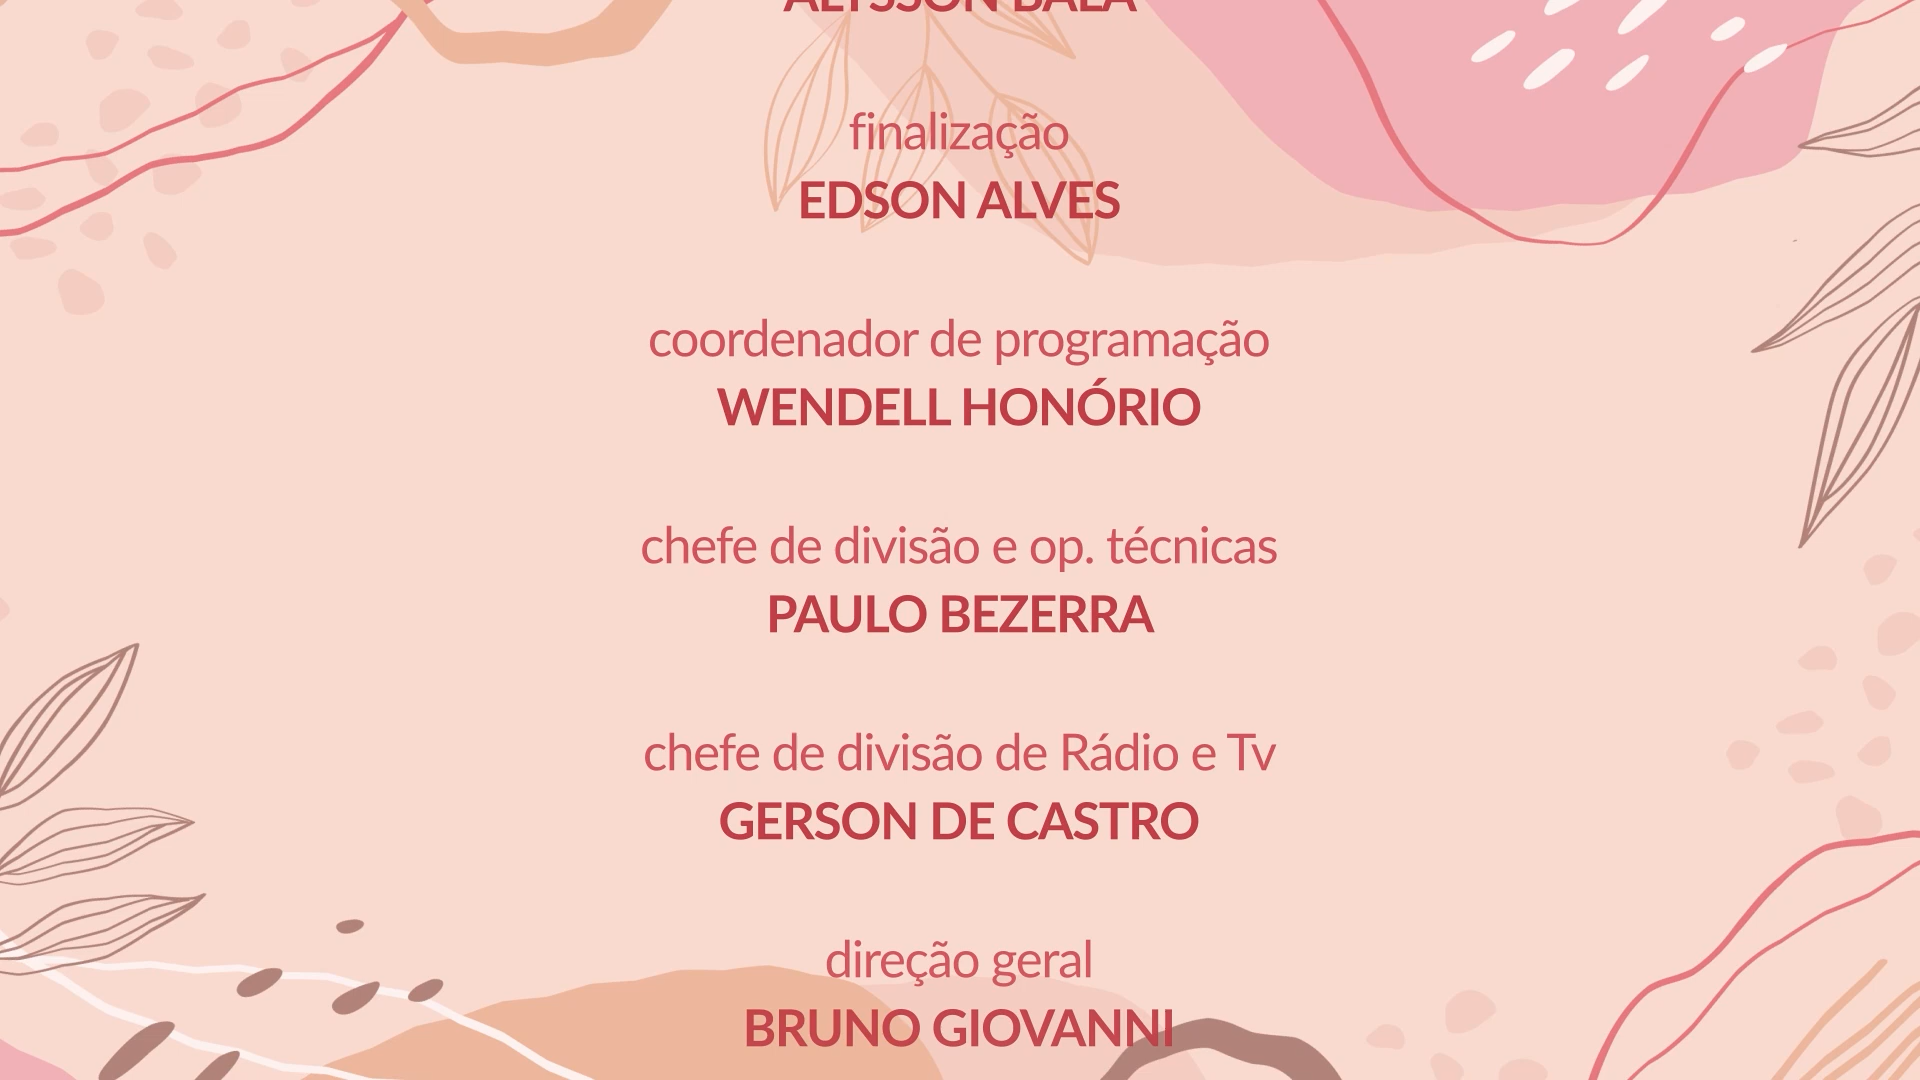 finalização
EDSON ALVES
coordenador de programação
WENDELL HONÓRIO
chefe de divisão e op. técnicas
PAULO BEZERRA
chefe de divisão de Rádio e Tv
GERSON DE CASTRO
direção geral
BRUNO GIOVANNI